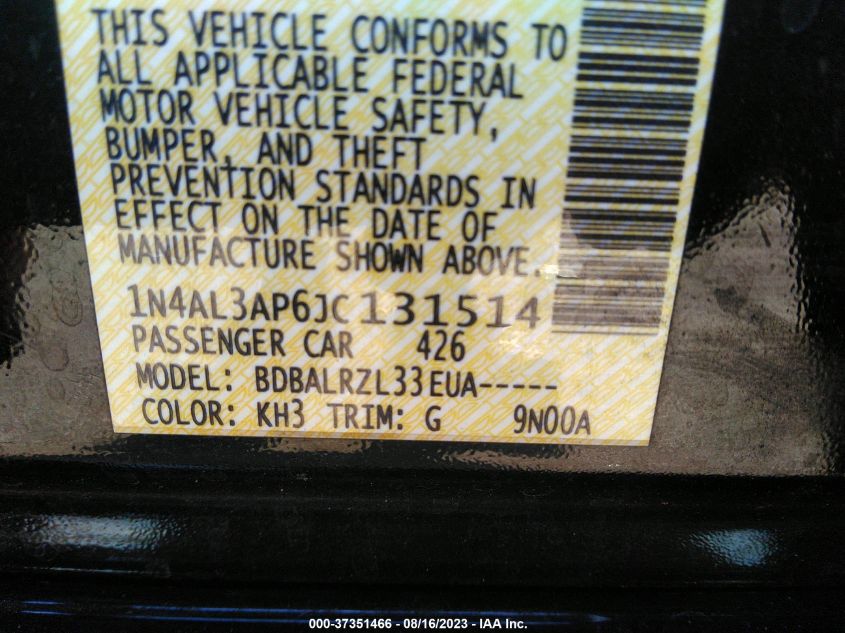 THIS VEHICLE CONFORMS TO
ALL APPLICABLE FEDERAL
MOTOR VEHICLE SAFETY,
BUMPER, AND THEFT
PREVENTION STANDARDS IN
EFFECT ON THE DATE OF
MANUFACTURE SHOWN ABOVE.
1N4AL3AP6JC131514
PASSENGER CAR 426
MODEL: BDBALRZL33EUA-----
COLOR: KH3 TRIM: G 9N00A
000-37351466 - 08/16/2023 - IAA Inc.